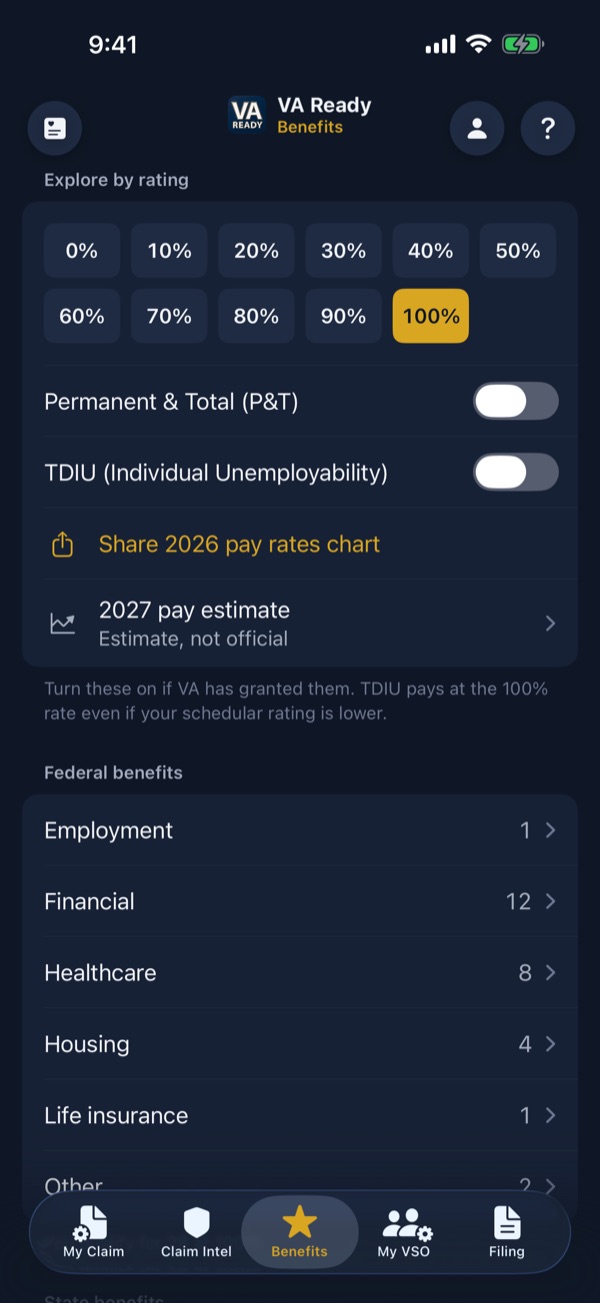 9:41
VA
READY
VA Ready
Benefits
?
Explore by rating
0% 10% 20% 30% 40% 50%
60% 70% 80% 90% 100%
Permanent & Total (P&T)
TDIU (Individual Unemployability)
Share 2026 pay rates chart
2027 pay estimate
Estimate, not official
Turn these on if VA has granted them. TDIU pays at the 100%
rate even if your schedular rating is lower.
Federal benefits
Employment 1
Financial 12
Healthcare 8
Housing 4
Life insurance 1
Other 2
My Claim Claim Intel Benefits My VSO Filing
State benefits